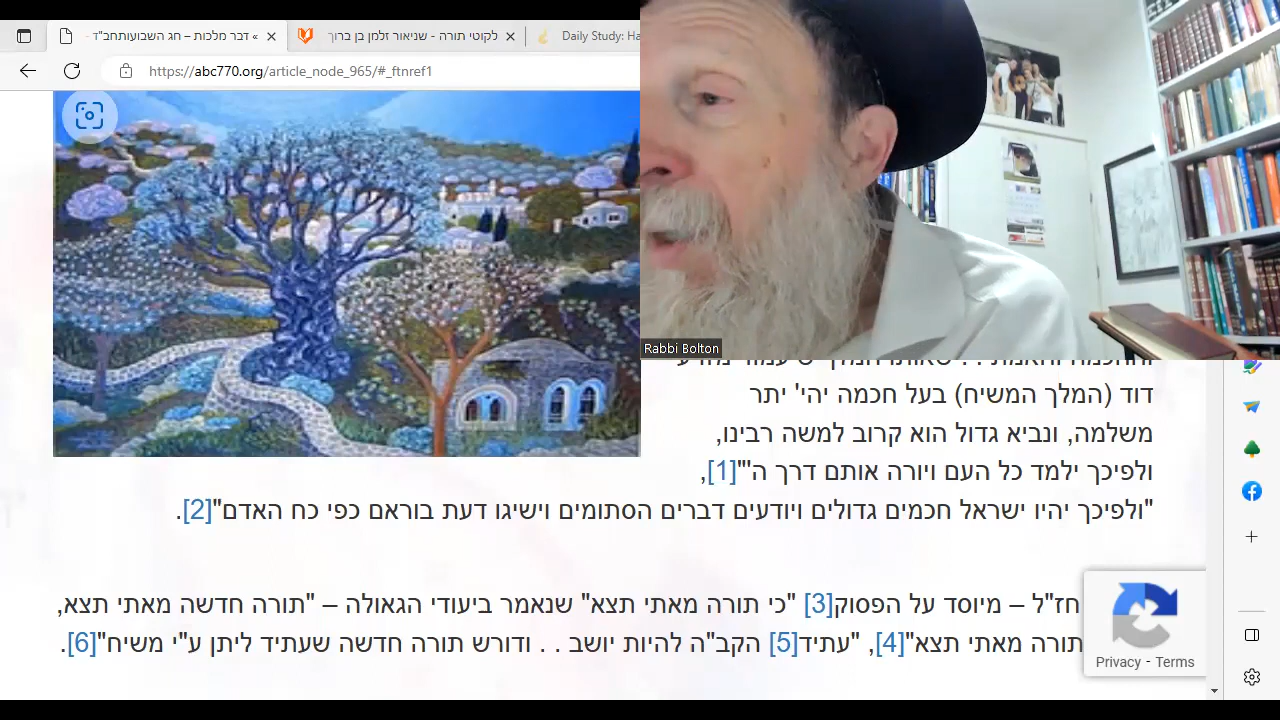 » דבר מלכות – חג השבועותחב"ד -
לקוטי תורה - שניאור זלמן בן ברוך
Daily Study: Ha
https://abc770.org/article_node_965/#_ftnref1
Rabbi Bolton
דוד (המלך המשיח) בעל חכמה יהי' יתר
משלמה, ונביא גדול הוא קרוב למשה רבינו,
ולפיכך ילמד כל העם ויורה אותם דרך ה'"[1],
"ולפיכך יהיו ישראל חכמים גדולים ויודעים דברים הסתומים וישיגו דעת בוראם כפי כח האדם"[2].
חז"ל – מיוסד על הפסוק[3] "כי תורה מאתי תצא" שנאמר ביעודי הגאולה – "תורה חדשה מאתי תצא,
תורה מאתי תצא"[4], "עתיד[5] הקב"ה להיות יושב . . ודורש תורה חדשה שעתיד ליתן ע"י משיח"[6].
Privacy - Terms